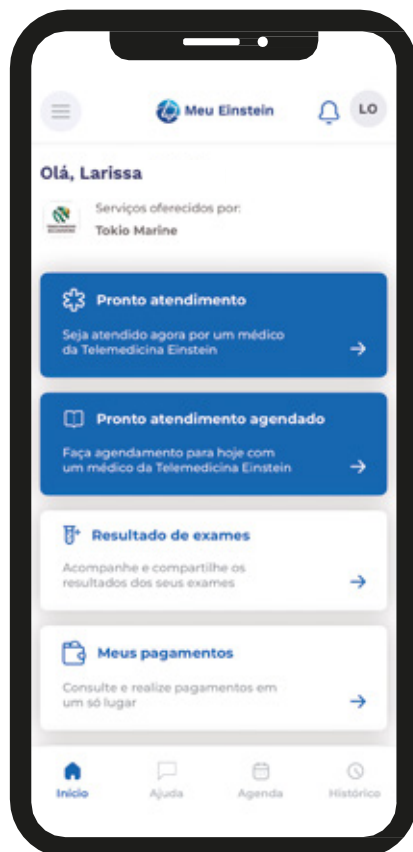 Meu Einstein
LO
Olá, Larissa
Serviços oferecidos por:
Tokio Marine
Pronto atendimento
Seja atendido agora por um médico
da Telemedicina Einstein
Pronto atendimento agendado
Faça agendamento para hoje com
um médico da Telemedicina Einstein
Resultado de exames
Acompanhe e compartilhe os
resultados dos seus exames
Meus pagamentos
Consulte e realize pagamentos em
um só lugar
Início
Ajuda
Agenda
Histórico